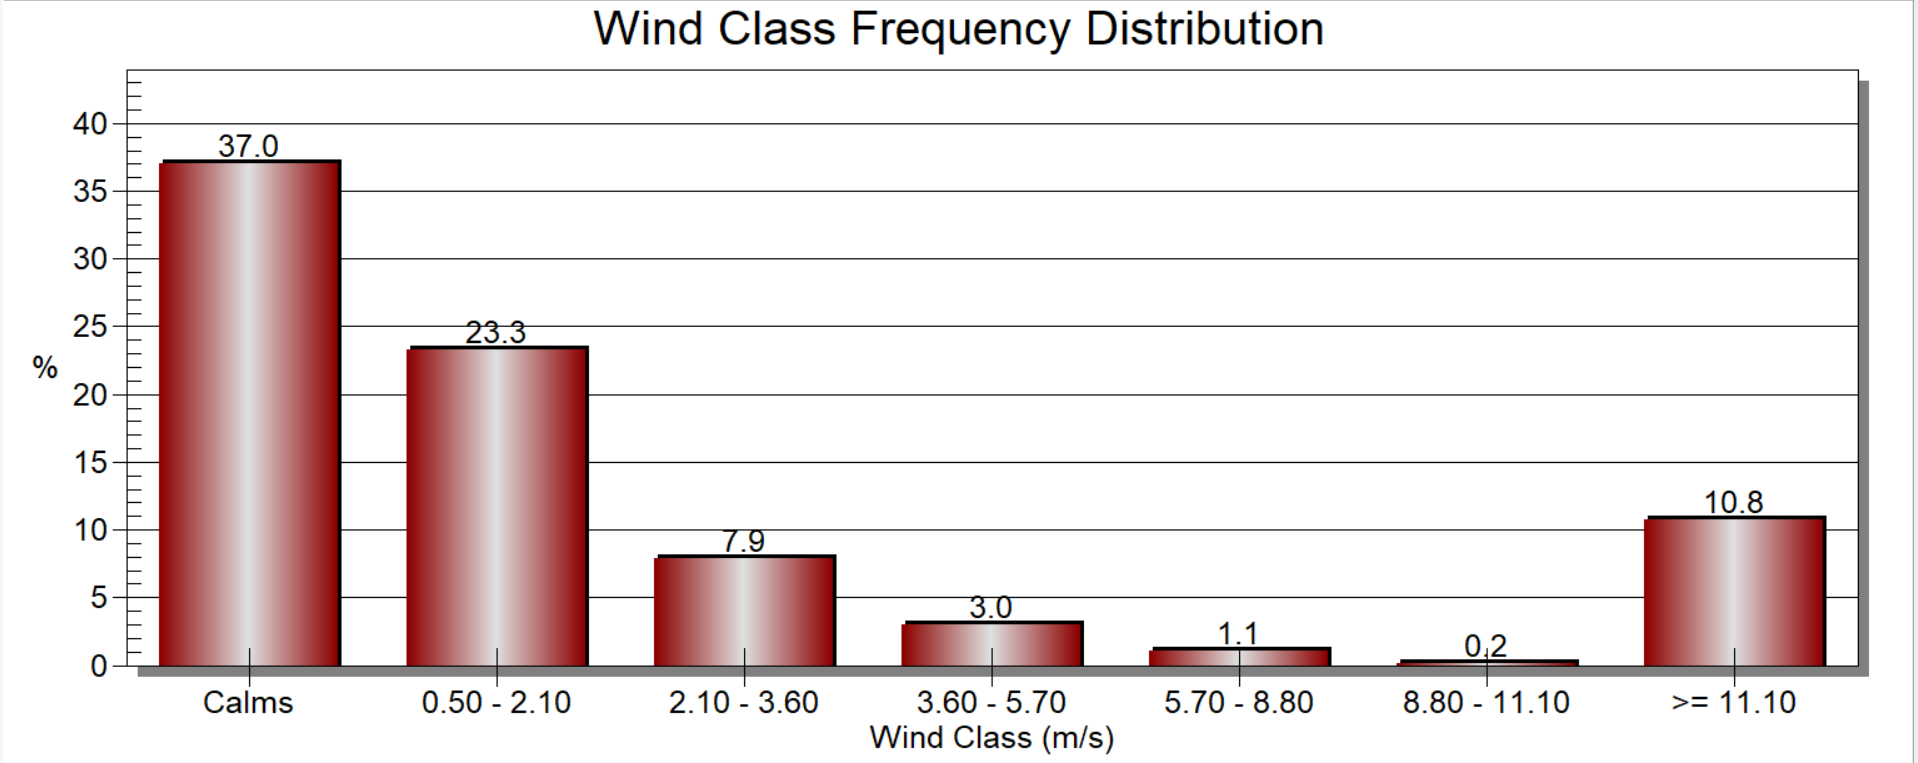 Wind Class Frequency Distribution
40
35
30
25
20
15
10
5
0
%
37.0
23.3
7.9
3.0
1.1
0.2
10.8
Calms
0.50 - 2.10
2.10 - 3.60
3.60 - 5.70
5.70 - 8.80
8.80 - 11.10
>= 11.10
Wind Class (m/s)